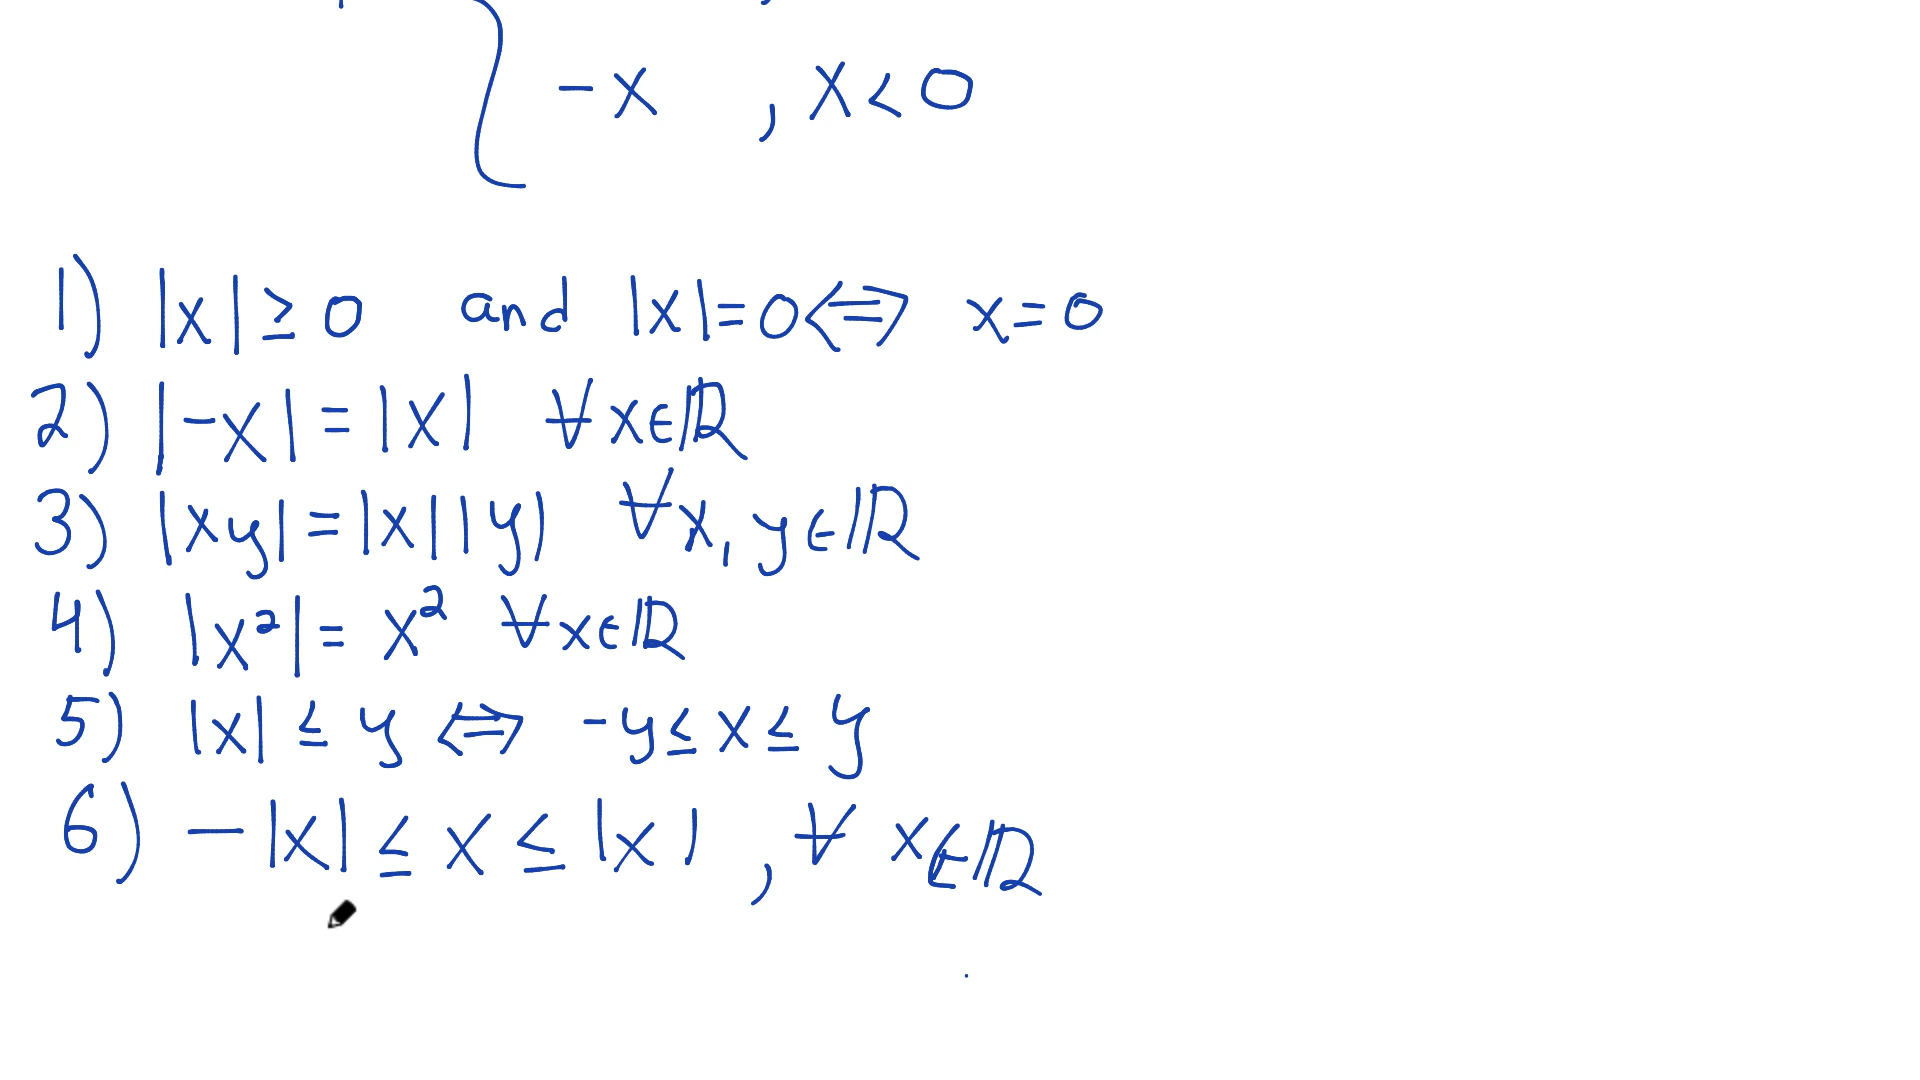 -x , x<0
1) |x| ≥ 0 and |x|=0 ⟺ x=0
2) |-x| = |x| ∀x∈ℝ
3) |xy| = |x||y| ∀x, y∈ℝ
4) |x²| = x² ∀x∈ℝ
5) |x| ≤ y ⟺ -y ≤ x ≤ y
6) -|x| ≤ x ≤ |x| , ∀ x∈ℝ